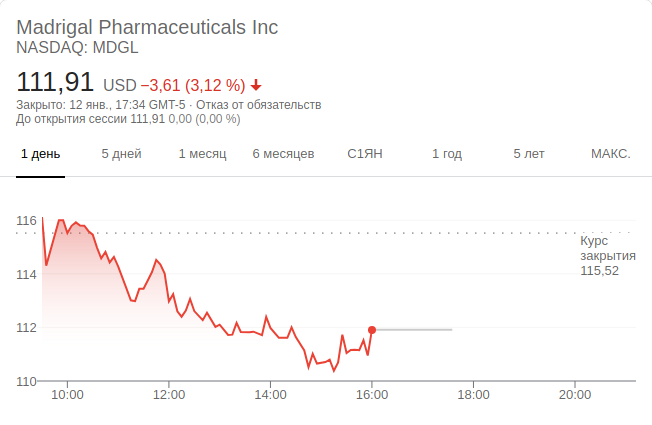 Madrigal Pharmaceuticals Inc
NASDAQ: MDGL
111,91 USD −3,61 (3,12 %)
Закрыто: 12 янв., 17:34 GMT-5 · Отказ от обязательств
До открытия сессии 111,91 0,00 (0,00 %)
1 день 5 дней 1 месяц 6 месяцев С1ЯН 1 год 5 лет МАКС.
116
Курс
закрытия
115,52
114
112
110
10:00 12:00 14:00 16:00 18:00 20:00